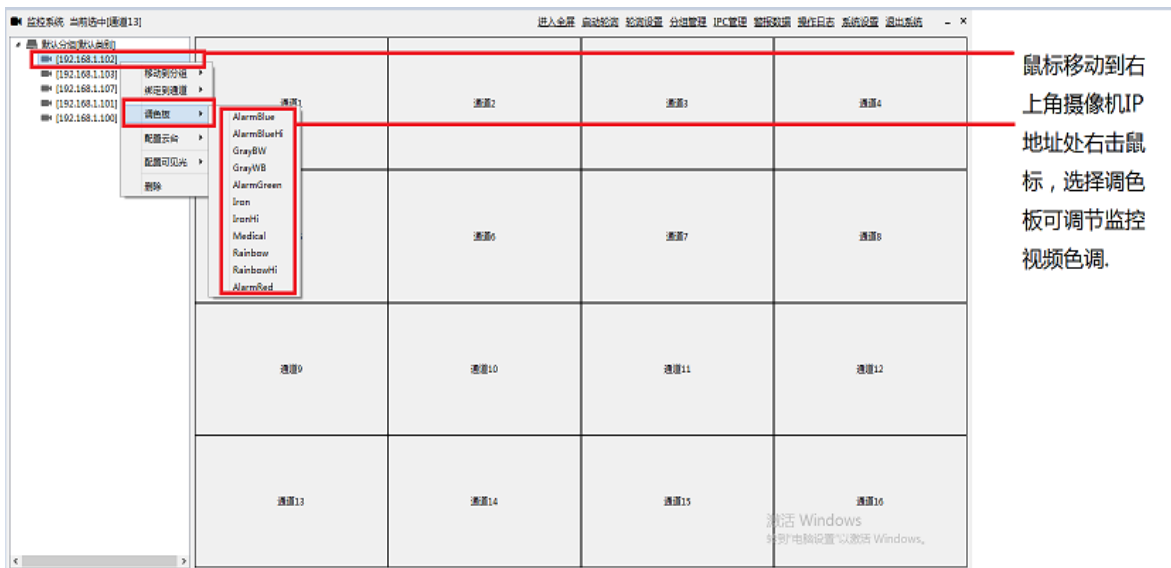 监控系统 当前选中[通道13]
进入全屏 启动轮流 轮流设置 分组管理 IPC管理 警报数据 操作日志 系统设置 退出系统
默认分组[默认类别]
[192.168.1.102]
[192.168.1.103]
[192.168.1.107]
[192.168.1.101]
[192.168.1.100]
移动到分组
绑定到通道
调色板
配置云台
配置可见光
删除
AlarmBlue
AlarmBlueHi
GrayBW
GrayWB
AlarmGreen
Iron
IronHi
Medical
Rainbow
RainbowHi
AlarmRed
通道1
通道2
通道3
通道4
通道6
通道7
通道8
通道9
通道10
通道11
通道12
通道13
通道14
通道15
通道16
激活 Windows
转到"电脑设置"以激活 Windows。
鼠标移动到右
上角摄像机IP
地址处右击鼠
标，选择调色
板可调节监控
视频色调.